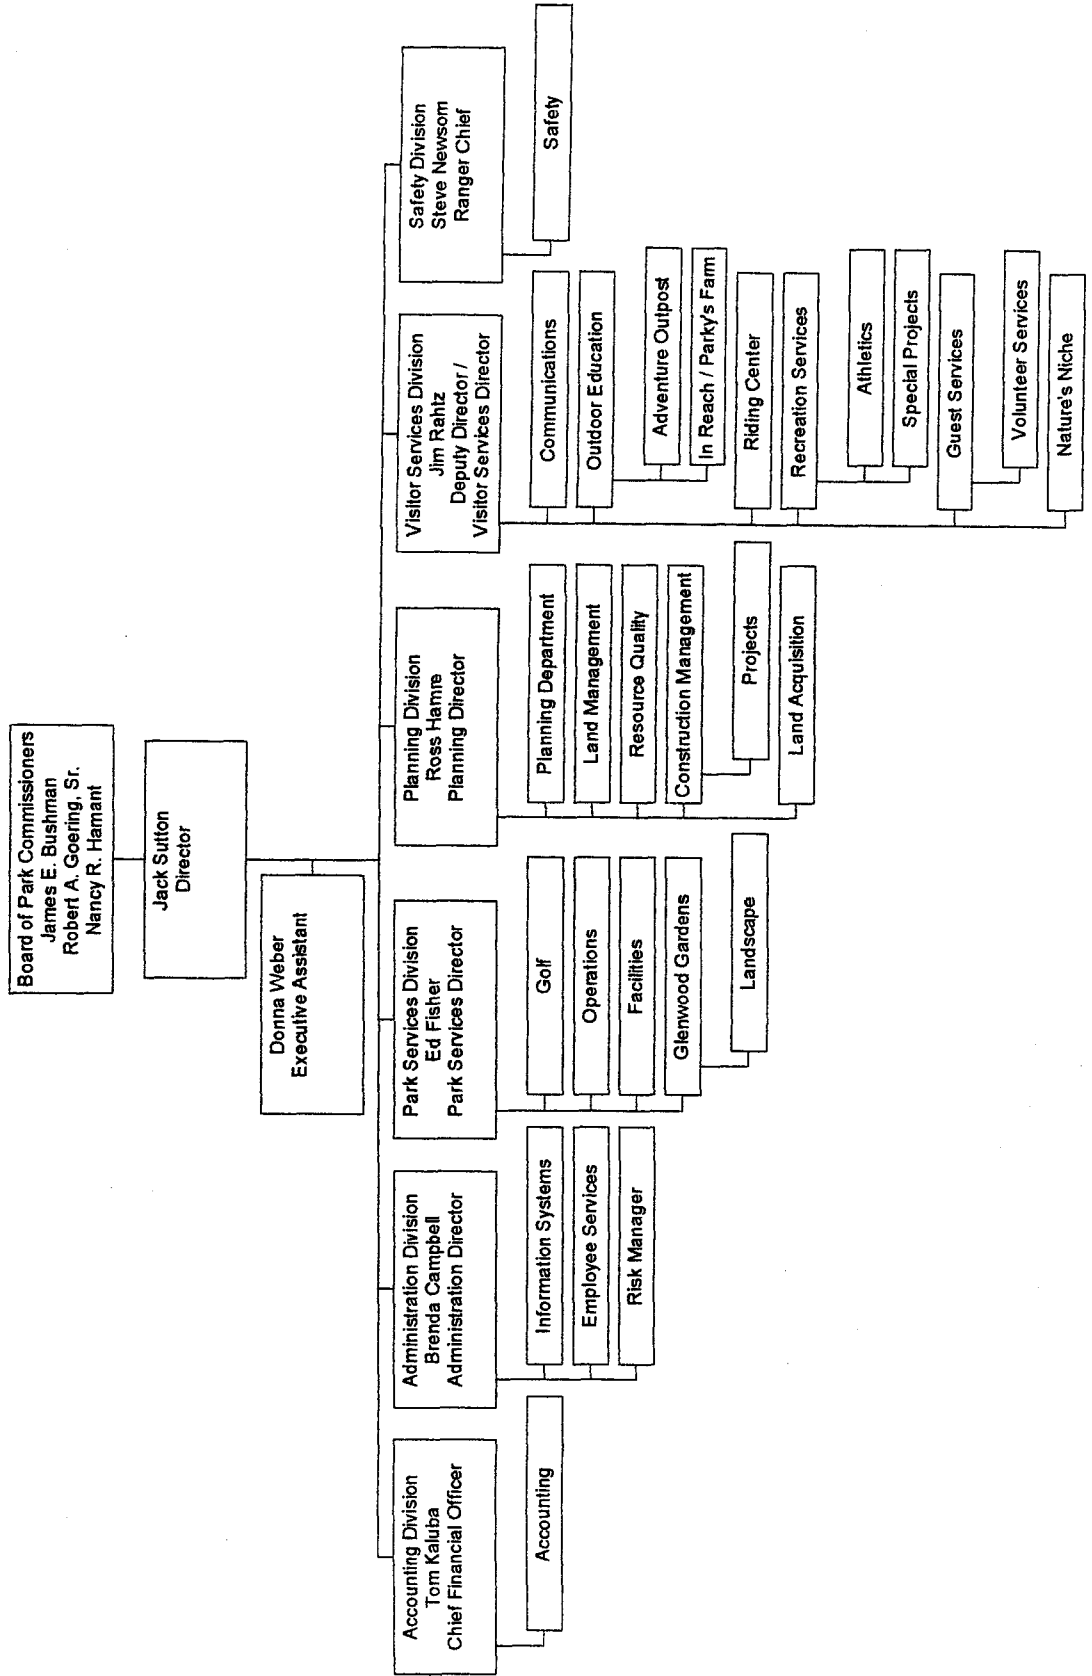 Board of Park Commissioners
James E. Bushman
Robert A. Goering, Sr.
Nancy R. Hamant
Jack Sutton
Director
Donna Weber
Executive Assistant
Accounting Division
Tom Kaluba
Chief Financial Officer
Accounting
Administration Division
Brenda Campbell
Administration Director
Information Systems
Employee Services
Risk Manager
Park Services Division
Ed Fisher
Park Services Director
Golf
Operations
Facilities
Glenwood Gardens
Landscape
Planning Division
Ross Hamre
Planning Director
Planning Department
Land Management
Resource Quality
Construction Management
Projects
Land Acquisition
Visitor Services Division
Jim Rahtz
Deputy Director /
Visitor Services Director
Communications
Outdoor Education
Adventure Outpost
In Reach / Parky's Farm
Riding Center
Recreation Services
Athletics
Special Projects
Guest Services
Volunteer Services
Nature's Niche
Safety Division
Steve Newsom
Ranger Chief
Safety